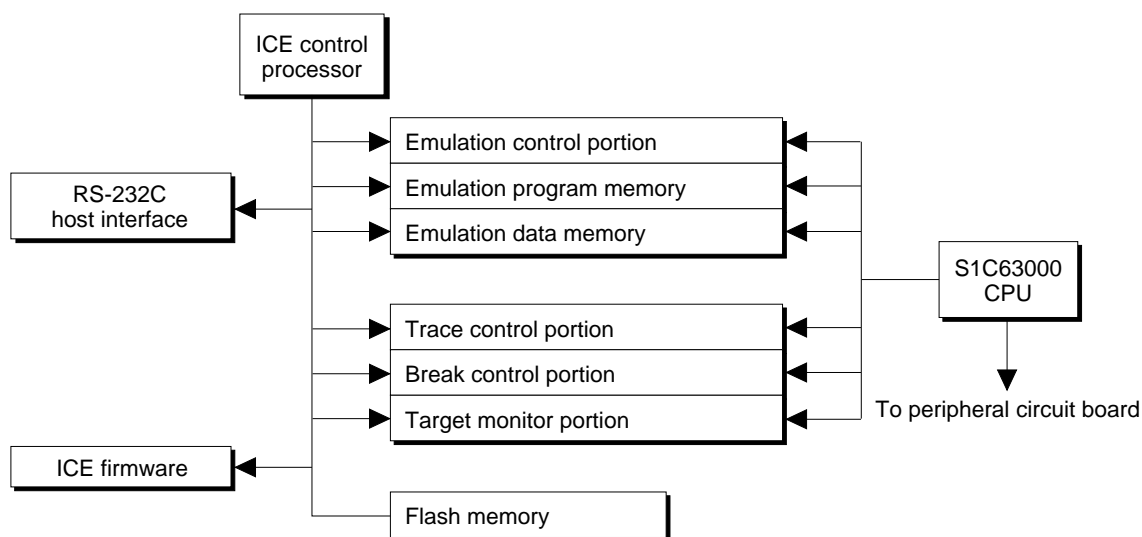 ICE control
processor
Emulation control portion
Emulation program memory
Emulation data memory
RS-232C
host interface
S1C63000
CPU
Trace control portion
Break control portion
Target monitor portion
To peripheral circuit board
ICE firmware
Flash memory